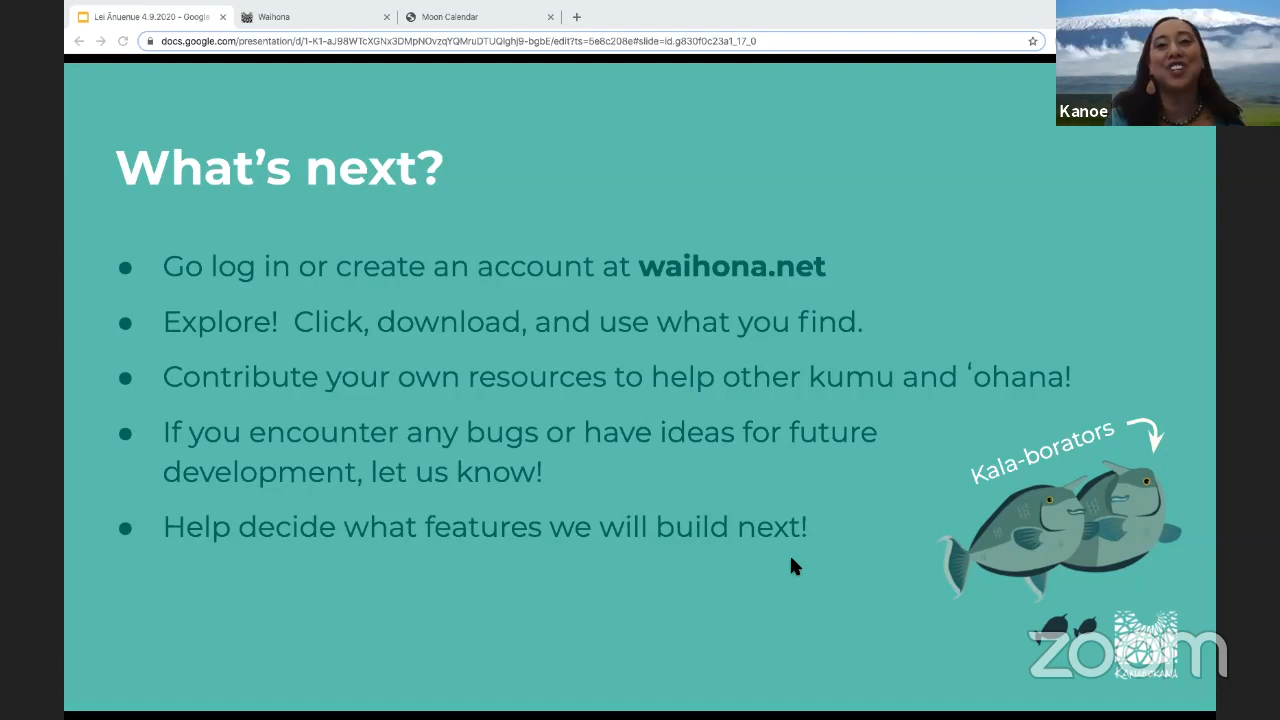 Lei Ānuenue 4.9.2020 - Google
Waihona
Moon Calendar
docs.google.com/presentation/d/1-K1-aJ98WTcXGNx3DMpNOvzqYQMruDTUQlghj9-bgbE/edit?ts=5e8c208e#slide=id.g830f0c23a1_17_0
Kanoe
What's next?
● Go log in or create an account at waihona.net
● Explore!  Click, download, and use what you find.
● Contribute your own resources to help other kumu and ʻohana!
● If you encounter any bugs or have ideas for future
development, let us know!
● Help decide what features we will build next!
Kala-borators
zoom
KANAEOKANA